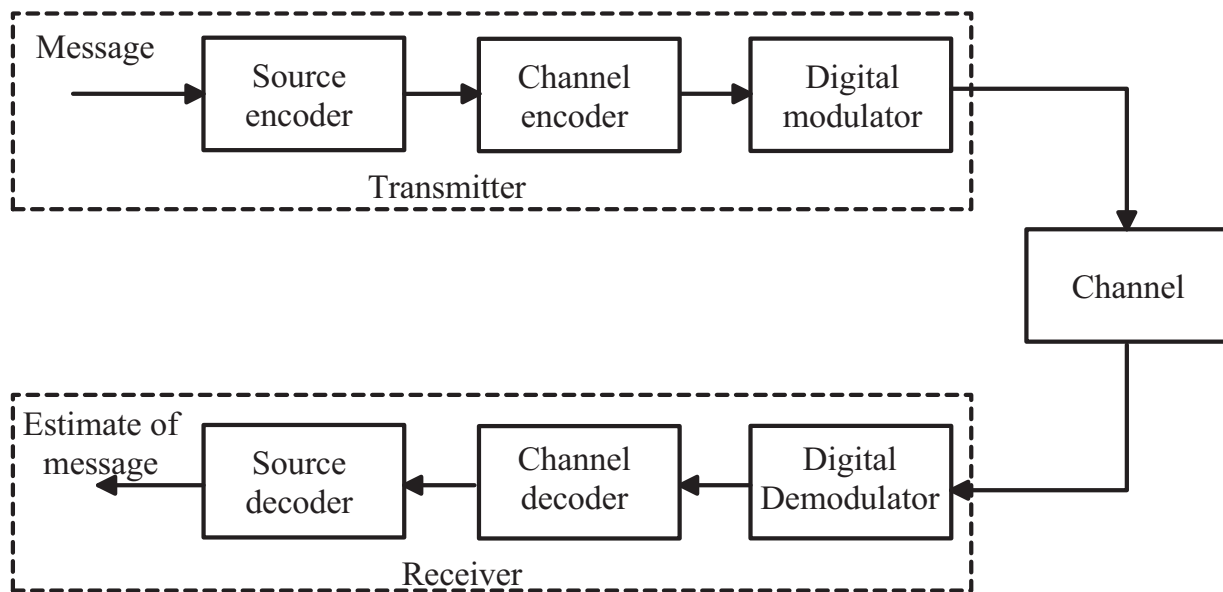 Message
Source
encoder
Channel
encoder
Digital
modulator
Transmitter
Channel
Estimate of
message
Source
decoder
Channel
decoder
Digital
Demodulator
Receiver